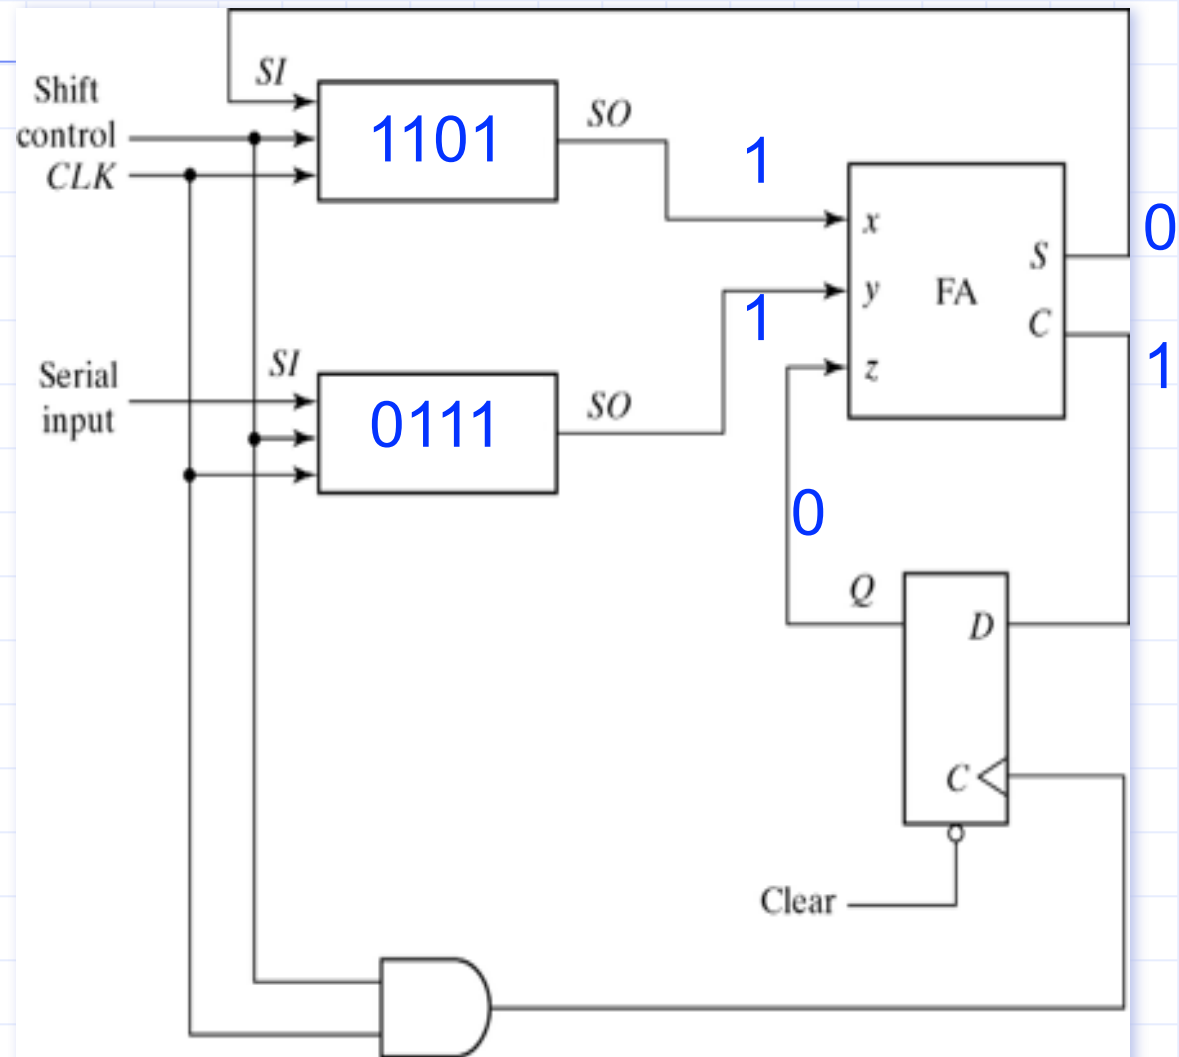 SI
Shift
control
CLK
1101
SO
1
x
S
0
y
FA
1
C
1
z
SI
Serial
input
0111
SO
0
Q
D
C
Clear